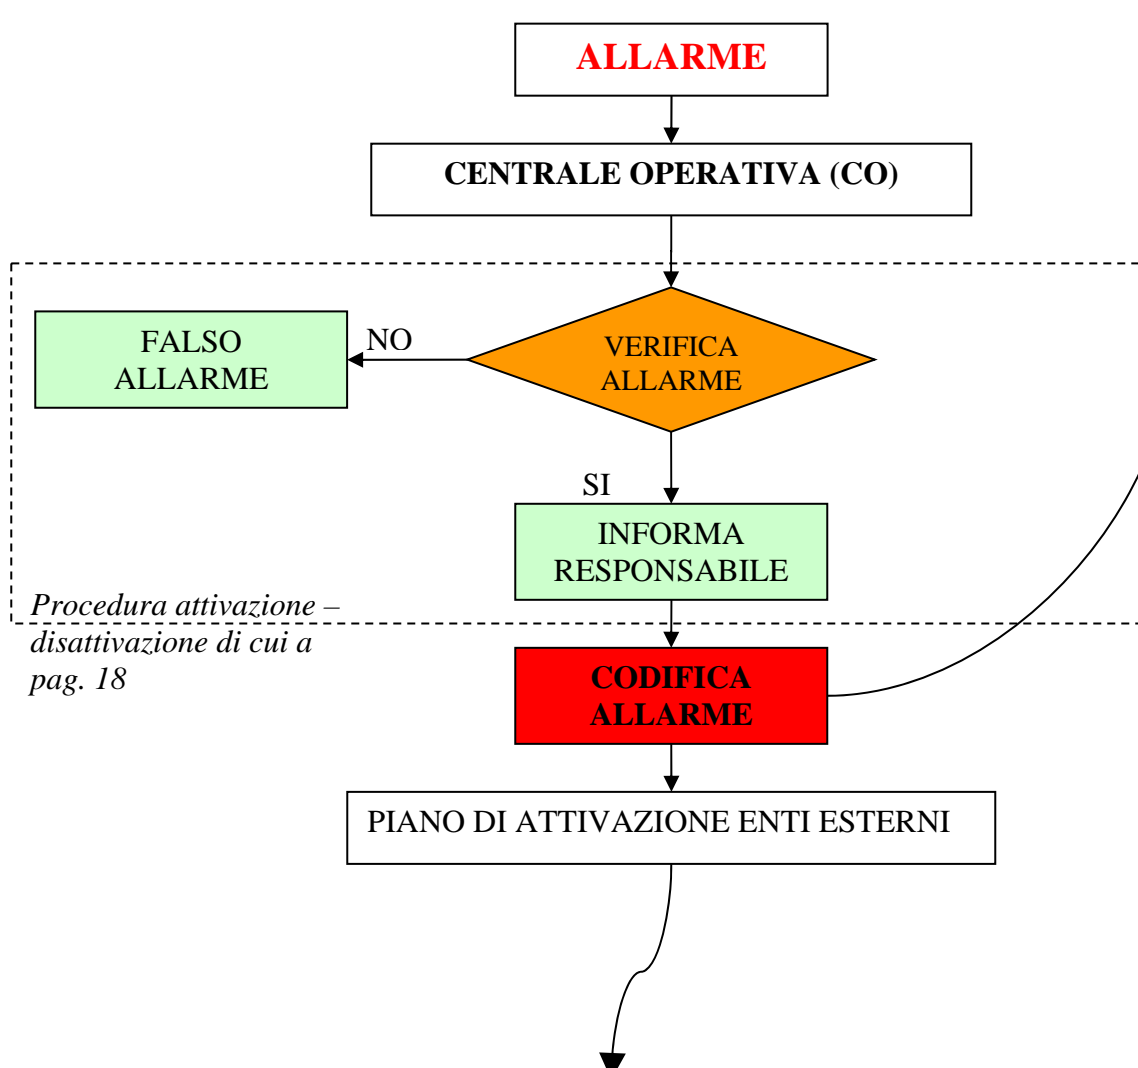 ALLARME
CENTRALE OPERATIVA (CO)
FALSO
ALLARME
NO
VERIFICA
ALLARME
SI
INFORMA
RESPONSABILE
Procedura attivazione –
disattivazione di cui a
pag. 18
CODIFICA
ALLARME
PIANO DI ATTIVAZIONE ENTI ESTERNI